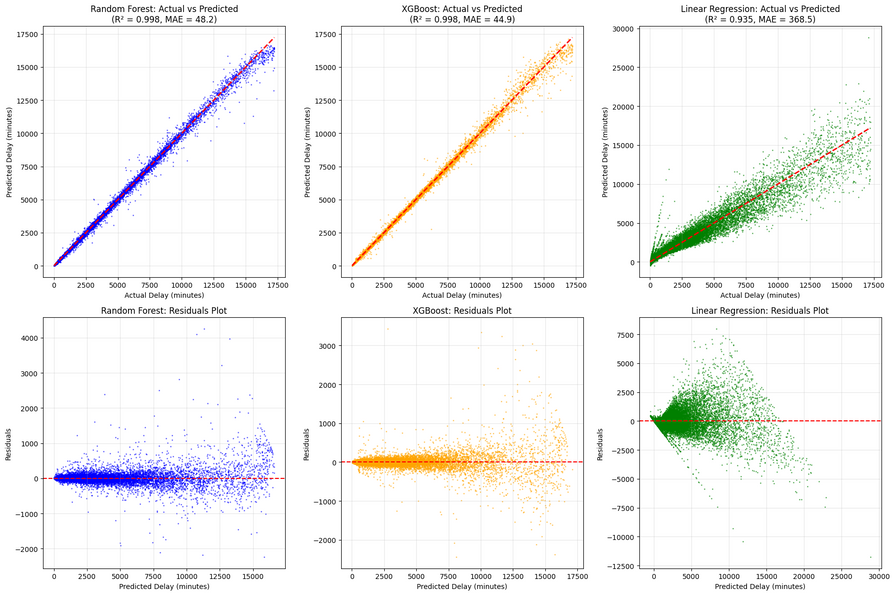 Random Forest: Actual vs Predicted
(R² = 0.998, MAE = 48.2)
17500
15000
12500
10000
7500
5000
2500
0
Predicted Delay (minutes)
0 2500 5000 7500 10000 12500 15000 17500
Actual Delay (minutes)
XGBoost: Actual vs Predicted
(R² = 0.998, MAE = 44.9)
17500
15000
12500
10000
7500
5000
2500
0
Predicted Delay (minutes)
0 2500 5000 7500 10000 12500 15000 17500
Actual Delay (minutes)
Linear Regression: Actual vs Predicted
(R² = 0.935, MAE = 368.5)
30000
25000
20000
15000
10000
5000
0
Predicted Delay (minutes)
0 2500 5000 7500 10000 12500 15000 17500
Actual Delay (minutes)
Random Forest: Residuals Plot
4000
3000
2000
1000
0
−1000
−2000
Residuals
0 2500 5000 7500 10000 12500 15000
Predicted Delay (minutes)
XGBoost: Residuals Plot
3000
2000
1000
0
−1000
−2000
Residuals
0 2500 5000 7500 10000 12500 15000 17500
Predicted Delay (minutes)
Linear Regression: Residuals Plot
7500
5000
2500
0
−2500
−5000
−7500
−10000
−12500
Residuals
0 5000 10000 15000 20000 25000 30000
Predicted Delay (minutes)